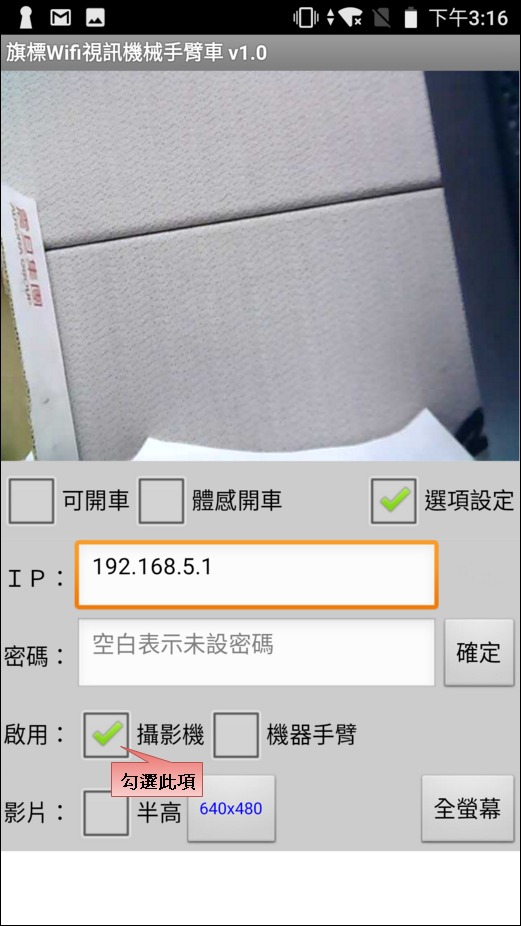 下午3:16
旗標Wifi視訊機械手臂車 v1.0
可開車 體感開車 選項設定
IP： 192.168.5.1
密碼： 空白表示未設密碼 確定
啟用： 攝影機 機器手臂
勾選此項
影片： 半高 640x480 全螢幕